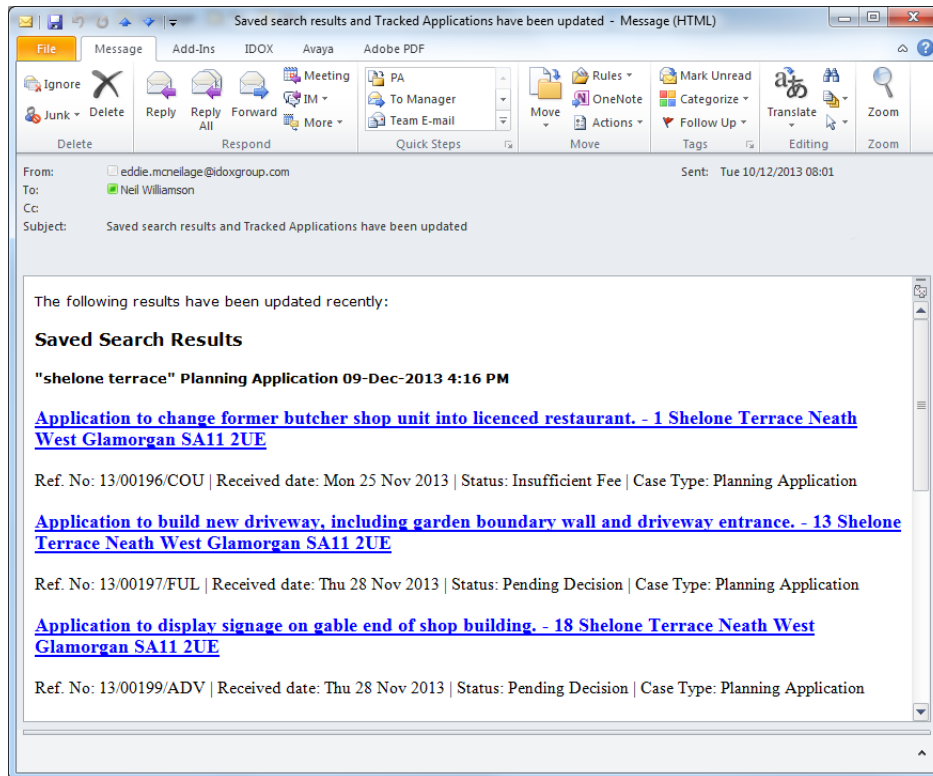 Saved search results and Tracked Applications have been updated - Message (HTML)
File Message Add-Ins IDOX Avaya Adobe PDF
Ignore
Junk
Delete
Reply
Reply All
Forward
Meeting
IM
More
PA
To Manager
Team E-mail
Move
Rules
OneNote
Actions
Mark Unread
Categorize
Follow Up
Translate
Zoom
Delete Respond Quick Steps Move Tags Editing Zoom
From: eddie.mcneilage@idoxgroup.com Sent: Tue 10/12/2013 08:01
To: Neil Williamson
Cc:
Subject: Saved search results and Tracked Applications have been updated
The following results have been updated recently:
Saved Search Results
"shelone terrace" Planning Application 09-Dec-2013 4:16 PM
Application to change former butcher shop unit into licenced restaurant. - 1 Shelone Terrace Neath
West Glamorgan SA11 2UE
Ref. No: 13/00196/COU | Received date: Mon 25 Nov 2013 | Status: Insufficient Fee | Case Type: Planning Application
Application to build new driveway, including garden boundary wall and driveway entrance. - 13 Shelone
Terrace Neath West Glamorgan SA11 2UE
Ref. No: 13/00197/FUL | Received date: Thu 28 Nov 2013 | Status: Pending Decision | Case Type: Planning Application
Application to display signage on gable end of shop building. - 18 Shelone Terrace Neath West
Glamorgan SA11 2UE
Ref. No: 13/00199/ADV | Received date: Thu 28 Nov 2013 | Status: Pending Decision | Case Type: Planning Application